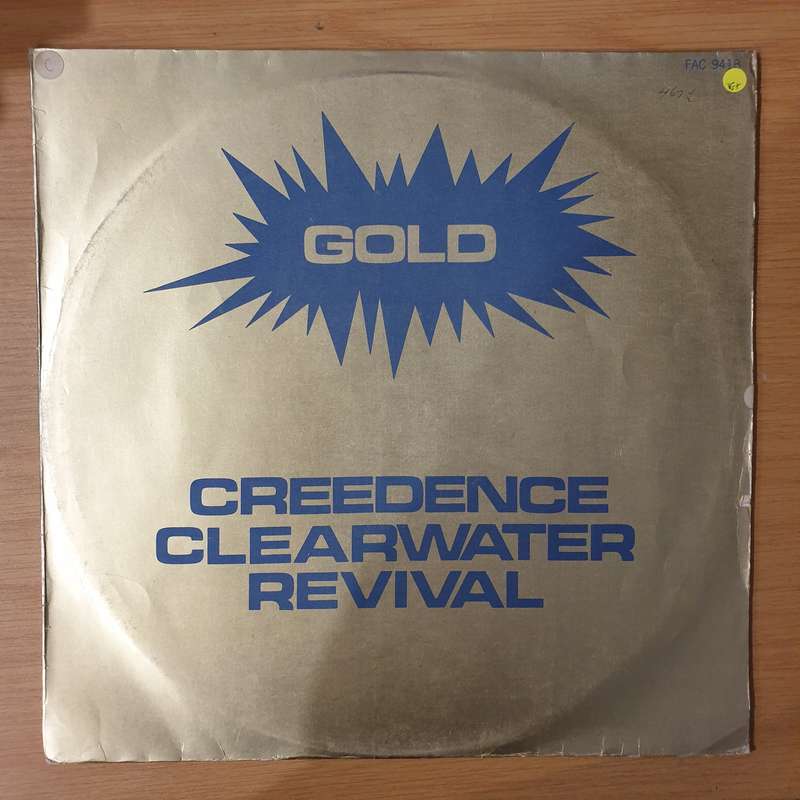 C
FAC 9418
GOLD
CREEDENCE
CLEARWATER
REVIVAL